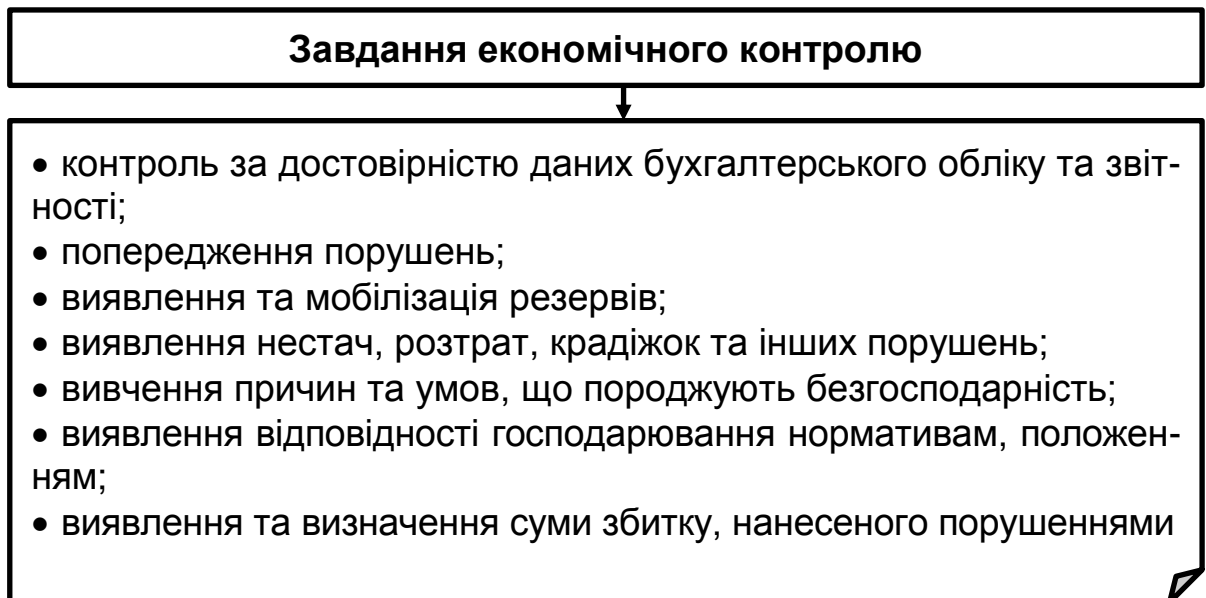 Завдання економічного контролю
• контроль за достовірністю даних бухгалтерського обліку та звіт-
ності;
• попередження порушень;
• виявлення та мобілізація резервів;
• виявлення нестач, розтрат, крадіжок та інших порушень;
• вивчення причин та умов, що породжують безгосподарність;
• виявлення відповідності господарювання нормативам, положен-
ням;
• виявлення та визначення суми збитку, нанесеного порушеннями